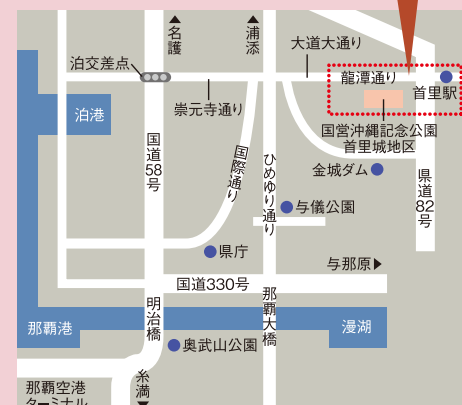 ▲名護
▲浦添
大道大通り
泊交差点
龍潭通り
首里駅
崇元寺通り
泊港
国営沖縄記念公園
首里城地区
国道58号
国際通り
ひめゆり通り
金城ダム
県道82号
与儀公園
県庁
与那原▶
国道330号
那覇大橋
明治橋
那覇港
漫湖
奥武山公園
糸満▼
那覇空港
ターミナル